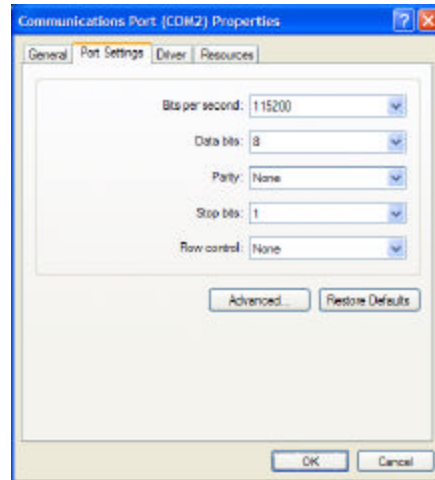 Communications Port (COM2) Properties
General Port Settings Driver Resources
Bits per second: 115200
Data bits: 8
Parity: None
Stop bits: 1
Flow control: None
Advanced... Restore Defaults
OK Cancel